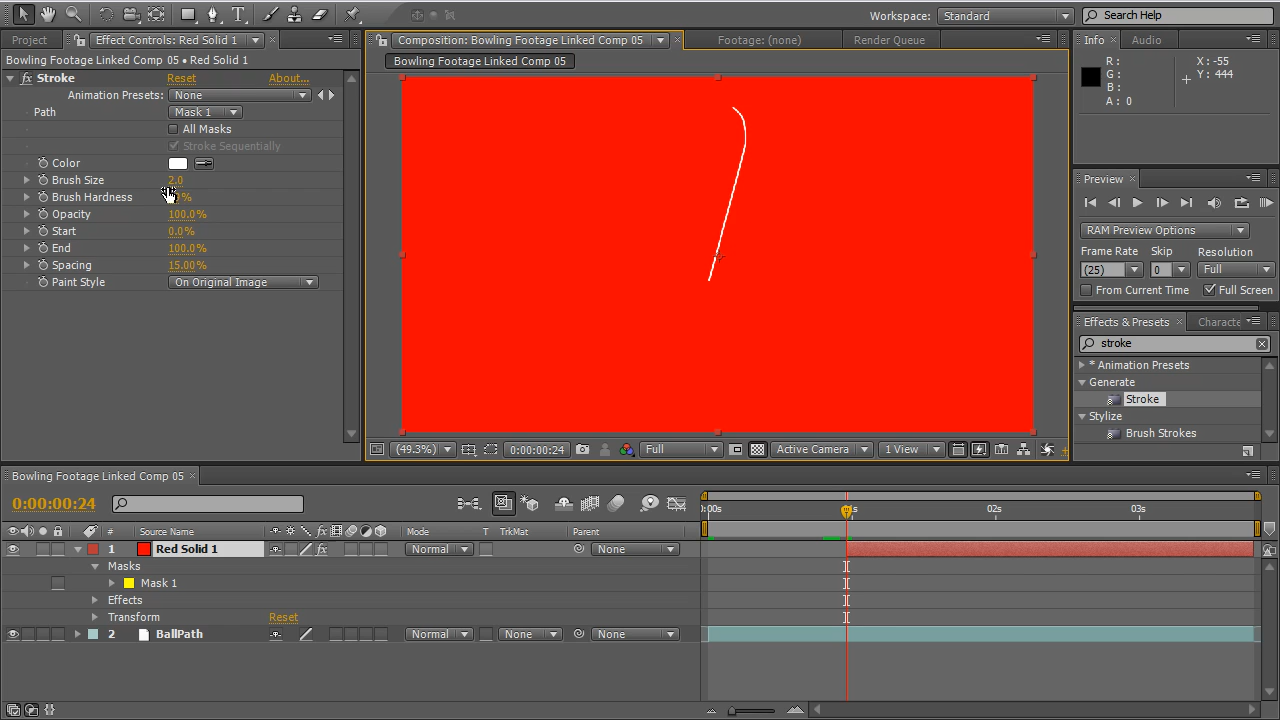 Workspace: Standard Search Help
Project Effect Controls: Red Solid 1 Composition: Bowling Footage Linked Comp 05 Footage: (none) Render Queue Info Audio
Bowling Footage Linked Comp 05 • Red Solid 1 Bowling Footage Linked Comp 05
R : X : -55
G : Y : 444
B :
A : 0
fx Stroke Reset About...
Animation Presets: None
Path Mask 1
All Masks
Stroke Sequentially
Color
Brush Size 2.0
Brush Hardness %
Opacity 100.0%
Start 0.0%
End 100.0%
Spacing 15.00%
Paint Style On Original Image
Preview
RAM Preview Options
Frame Rate Skip Resolution
(25) 0 Full
From Current Time Full Screen
Effects & Presets Characte
stroke
* Animation Presets
Generate
Stroke
Stylize
Brush Strokes
(49.3%) 0:00:00:24 Full Active Camera 1 View
Bowling Footage Linked Comp 05
0:00:00:24
:00s 02s 03s
# Source Name fx Mode T TrkMat Parent
1 Red Solid 1 fx Normal None
Masks
Mask 1
Effects
Transform Reset
2 BallPath Normal None None